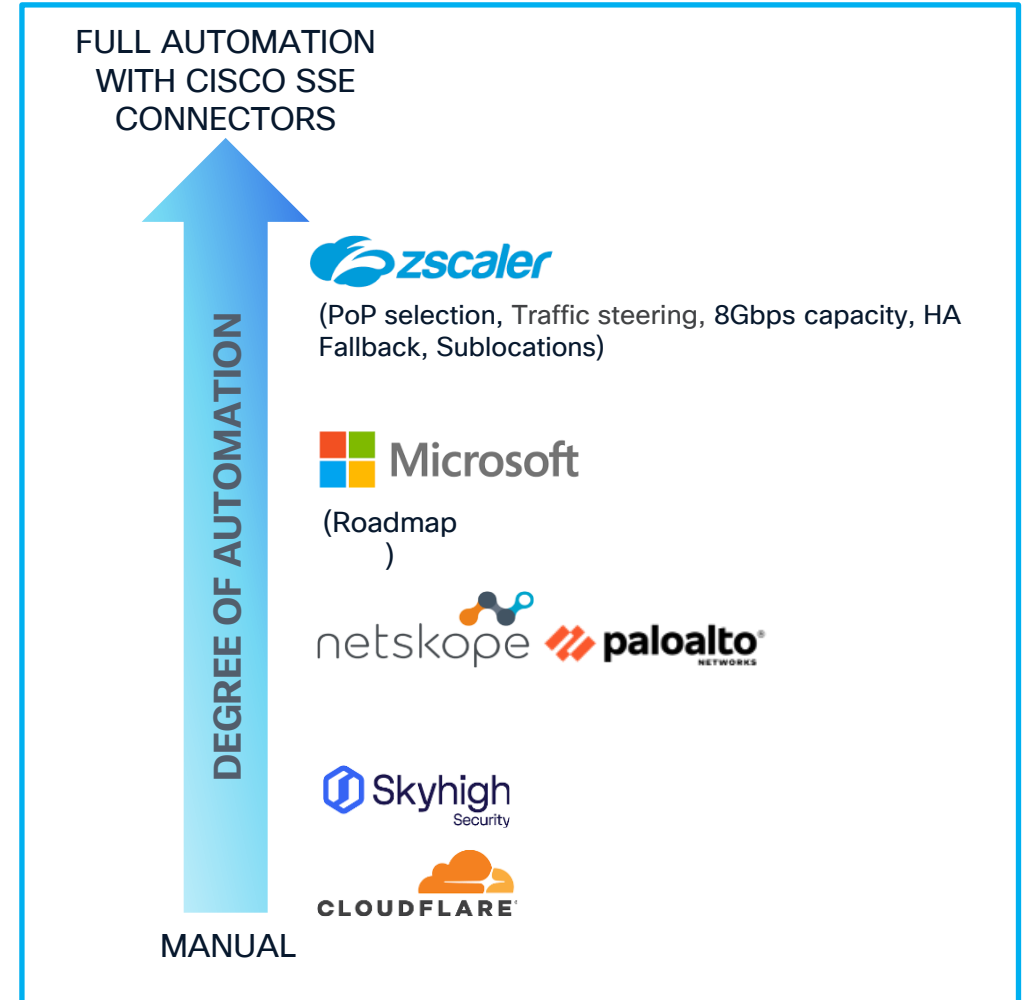 FULL AUTOMATION
WITH CISCO SSE
CONNECTORS
DEGREE OF AUTOMATION
zscaler
(PoP selection, Traffic steering, 8Gbps capacity, HA
Fallback, Sublocations)
Microsoft
(Roadmap
)
netskope
paloalto®
NETWORKS
Skyhigh
Security
CLOUDFLARE
MANUAL